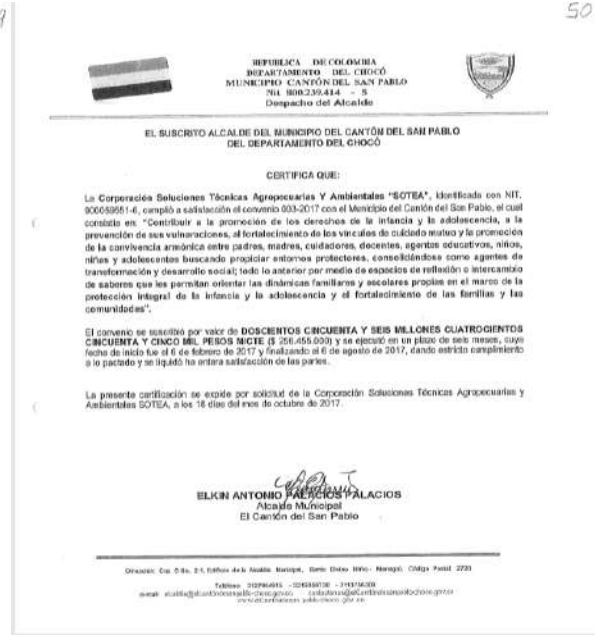 50
REPUBLICA DE COLOMBIA
DEPARTAMENTO DEL CHOCÓ
MUNICIPIO CANTÓN DEL SAN PABLO
Nit. 800.239.414 - 5
Despacho del Alcalde
EL SUSCRITO ALCALDE DEL MUNICIPIO DEL CANTÓN DEL SAN PABLO
DEL DEPARTAMENTO DEL CHOCÓ
CERTIFICA QUE:
La Corporación Soluciones Técnicas Agropecuarias Y Ambientales "SOTEA", identificada con NIT.
cumplió a satisfacción el convenio 003-2017 con el Municipio del Cantón del San Pablo, el cual
consistía en: "Contribuir a la promoción de los derechos de la infancia y la adolescencia, a la
prevención de sus vulneraciones, al fortalecimiento de los vínculos de cuidado mutuo y la promoción
de la convivencia armónica entre padres, madres, cuidadores, docentes, agentes educativos, niños,
niñas y adolescentes buscando propiciar entornos protectores, consolidándose como agentes de
transformación y desarrollo social; todo lo anterior por medio de espacios de reflexión e intercambio
de saberes que les permitan orientar las dinámicas familiares y escolares propias en el marco de la
protección integral de la infancia y la adolescencia y el fortalecimiento de las familias y las
comunidades".
El convenio se suscribió por valor de DOSCIENTOS CINCUENTA Y SEIS MILLONES CUATROCIENTOS
CINCUENTA Y CINCO MIL PESOS M/CTE ($ 256.455.000) y se ejecutó en un plazo de seis meses, cuya
fecha de inicio fue el 6 de febrero de 2017 y finalizando el 6 de agosto de 2017, dando estricto cumplimiento
a lo pactado y se liquidó ha entera satisfacción de las partes.
La presente certificación se expide por solicitud de la Corporación Soluciones Técnicas Agropecuarias y
Ambientales SOTEA, a los 18 días del mes de octubre de 2017.
ELKIN ANTONIO PALACIOS PALACIOS
Alcalde Municipal
El Cantón del San Pablo
Managrú, Código Postal 2720